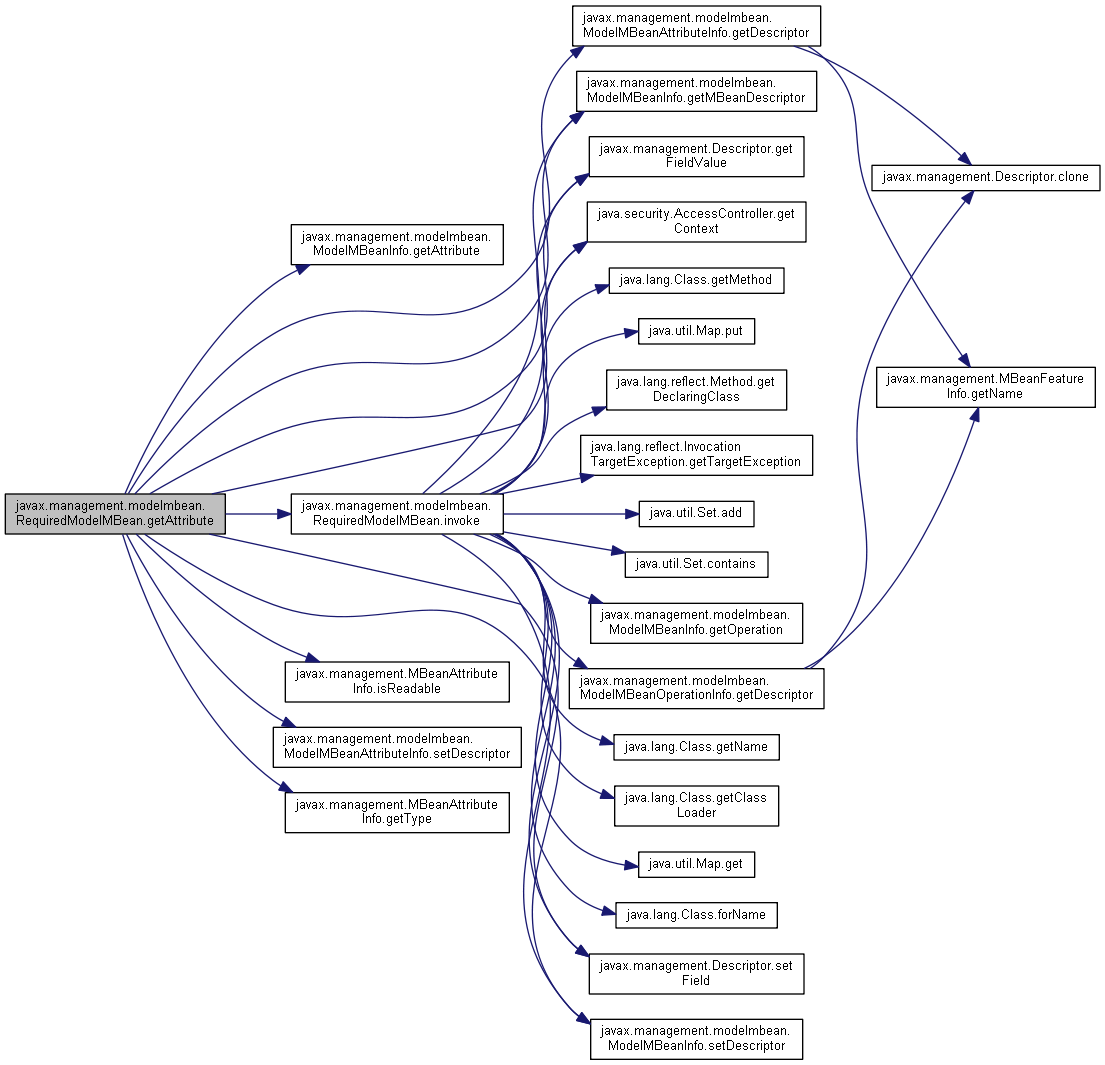 javax.management.modelmbean.
RequiredModelMBean.getAttribute
javax.management.modelmbean.
ModelMBeanInfo.getAttribute
javax.management.modelmbean.
RequiredModelMBean.invoke
javax.management.MBeanAttribute
Info.isReadable
javax.management.modelmbean.
ModelMBeanAttributeInfo.setDescriptor
javax.management.MBeanAttribute
Info.getType
javax.management.modelmbean.
ModelMBeanAttributeInfo.getDescriptor
javax.management.modelmbean.
ModelMBeanInfo.getMBeanDescriptor
javax.management.Descriptor.get
FieldValue
java.security.AccessController.get
Context
java.lang.Class.getMethod
java.util.Map.put
java.lang.reflect.Method.get
DeclaringClass
java.lang.reflect.Invocation
TargetException.getTargetException
java.util.Set.add
java.util.Set.contains
javax.management.modelmbean.
ModelMBeanInfo.getOperation
javax.management.modelmbean.
ModelMBeanOperationInfo.getDescriptor
java.lang.Class.getName
java.lang.Class.getClass
Loader
java.util.Map.get
java.lang.Class.forName
javax.management.Descriptor.set
Field
javax.management.modelmbean.
ModelMBeanInfo.setDescriptor
javax.management.Descriptor.clone
javax.management.MBeanFeature
Info.getName